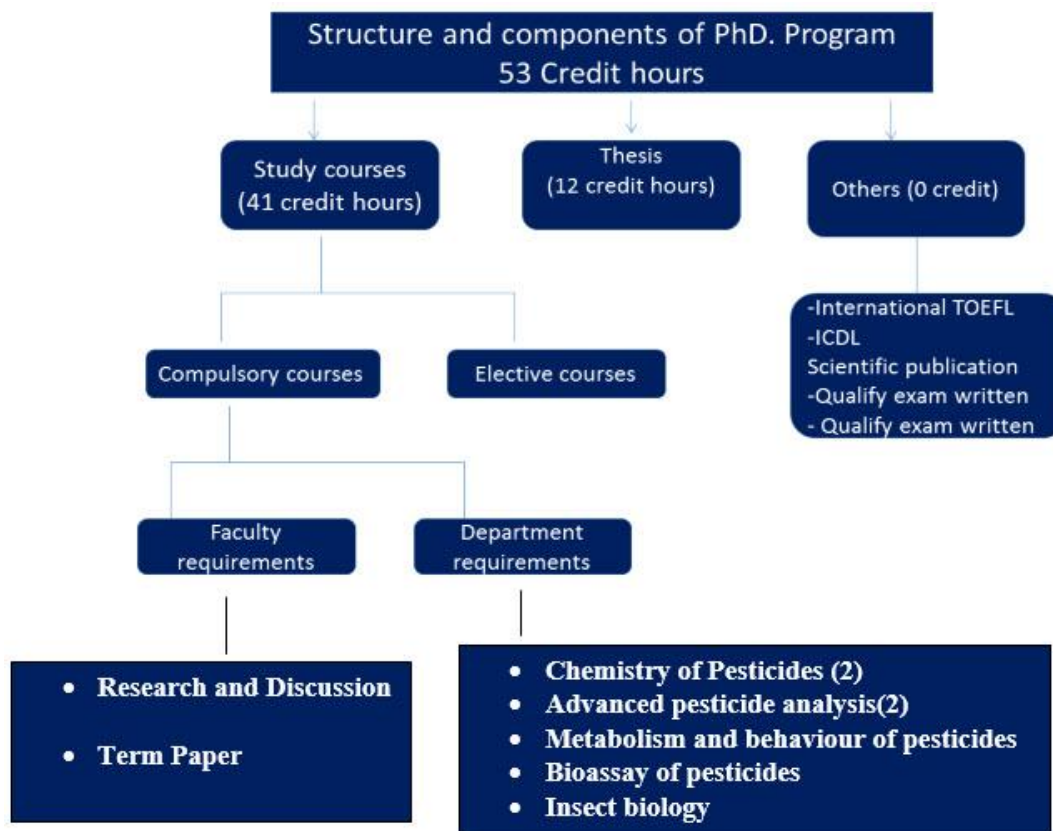 Structure and components of PhD. Program
53 Credit hours
Study courses
(41 credit hours)
Thesis
(12 credit hours)
Others (0 credit)
-International TOEFL
-ICDL
Scientific publication
-Qualify exam written
- Qualify exam written
Compulsory courses
Elective courses
Faculty
requirements
Department
requirements
• Research and Discussion
• Term Paper
• Chemistry of Pesticides (2)
• Advanced pesticide analysis(2)
• Metabolism and behaviour of pesticides
• Bioassay of pesticides
• Insect biology